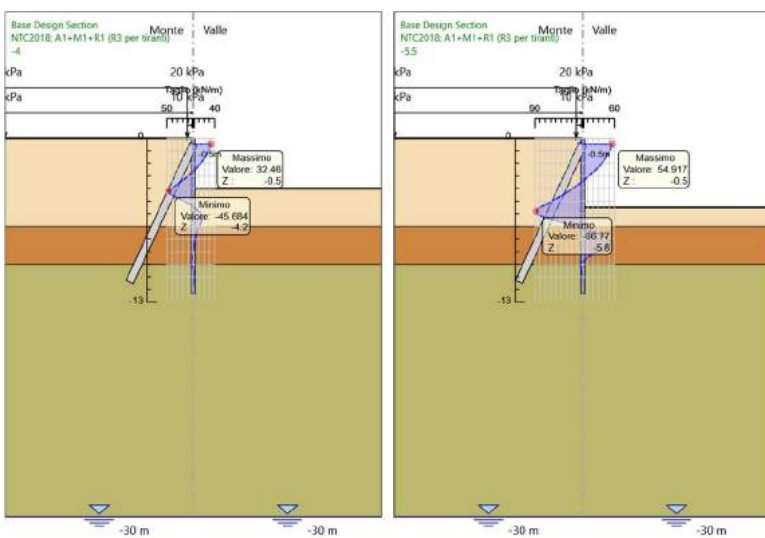 Base Design Section
NTC2018: A1+M1+R1 (R3 per tiranti)
-4
Monte
Valle
kPa
20 kPa
kPa
10 kPa
Taglio (kN/m)
50
40
0
-0.5m
Massimo
Valore: 32.46
Z : -0.5
Minimo
Valore: -45.684
Z -4.2
-13
-30 m
-30 m
Base Design Section
NTC2018: A1+M1+R1 (R3 per tiranti)
-5.5
Monte
Valle
kPa
20 kPa
kPa
10 kPa
Taglio (kN/m)
90
60
0
-0.5m
Massimo
Valore: 54.917
Z : -0.5
Minimo
Z -5.8
-13
-30 m
-30 m